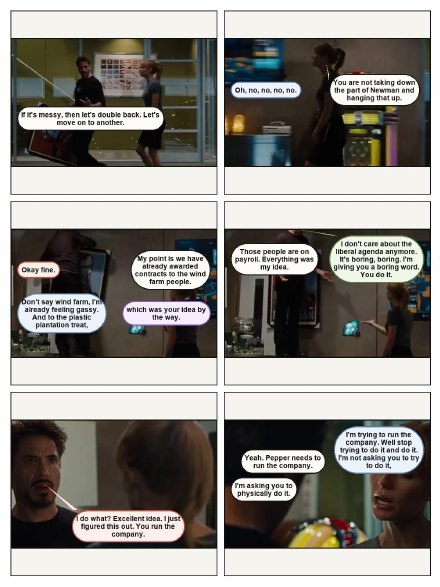 If it's messy, then let's double back. Let's
move on to another.
Oh, no, no, no, no.
You are not taking down
the part of Newman and
hanging that up.
Okay fine.
My point is we have
already awarded
contracts to the wind
farm people.
Don't say wind farm, I'm
already feeling gassy.
And to the plastic
plantation treat,
which was your idea by
the way.
Those people are on
payroll. Everything was
my idea.
I don't care about the
liberal agenda anymore.
It's boring, boring. I'm
giving you a boring word.
You do it.
I do what? Excellent idea. I just
figured this out. You run the
company.
Yeah. Pepper needs to
run the company.
I'm trying to run the
company. Well stop
trying to do it and do it.
I'm not asking you to try
to do it,
I'm asking you to
physically do it.